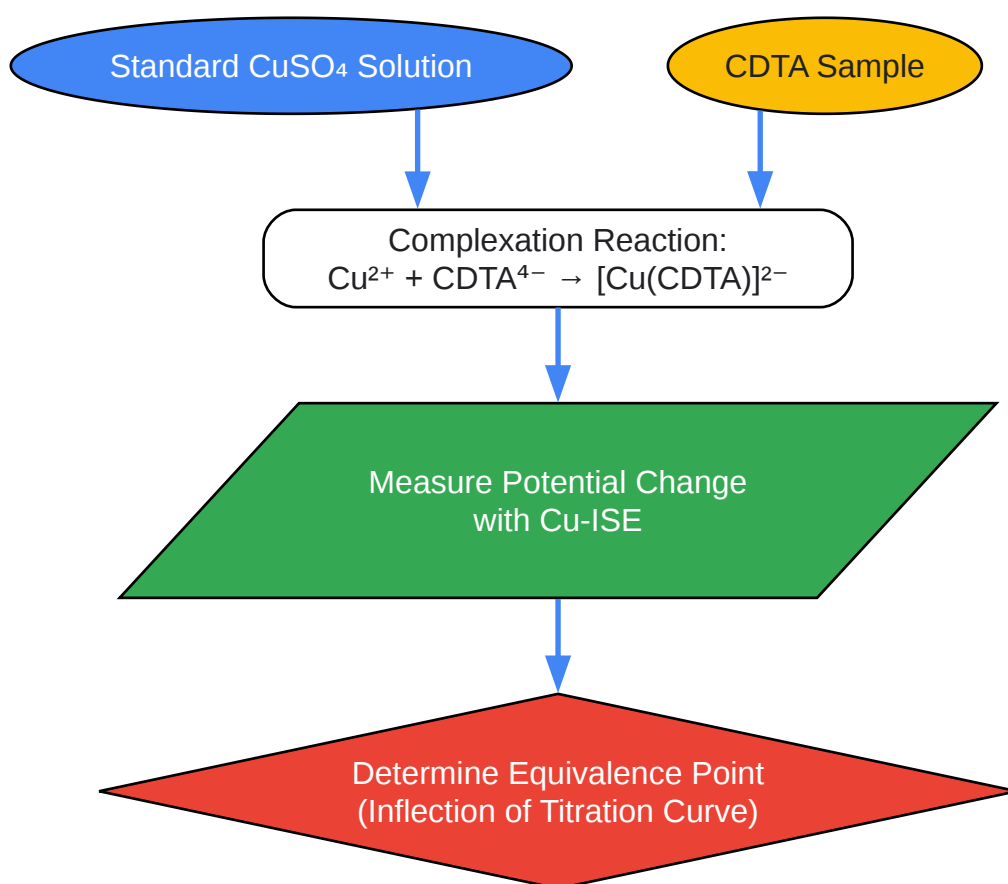 Standard CuSO₄ Solution
CDTA Sample
Complexation Reaction:
Cu²⁺ + CDTA⁴⁻ → [Cu(CDTA)]²⁻
Measure Potential Change
with Cu-ISE
Determine Equivalence Point
(Inflection of Titration Curve)